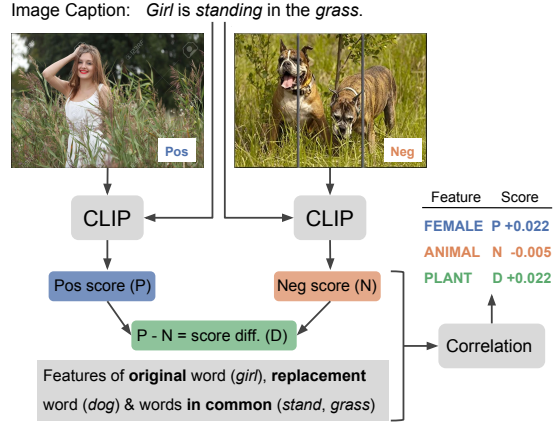 Image Caption: Girl is standing in the grass.
Pos
Neg
CLIP
CLIP
Feature Score
FEMALE P +0.022
ANIMAL N -0.005
PLANT D +0.022
Pos score (P)
Neg score (N)
P - N = score diff. (D)
Correlation
Features of original word (girl), replacement
word (dog) & words in common (stand, grass)